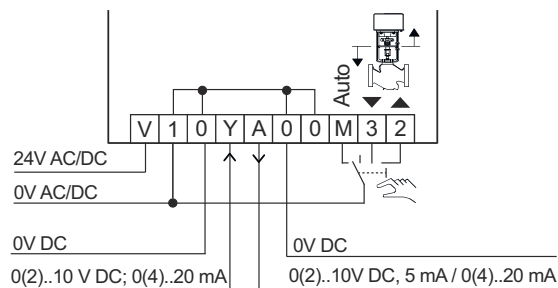 Auto
V 1 0 Y A 0 0 M 3 2
24V AC/DC
0V AC/DC
0V DC
0V DC
0(2)..10 V DC; 0(4)..20 mA
0(2)..10V DC, 5 mA / 0(4)..20 mA